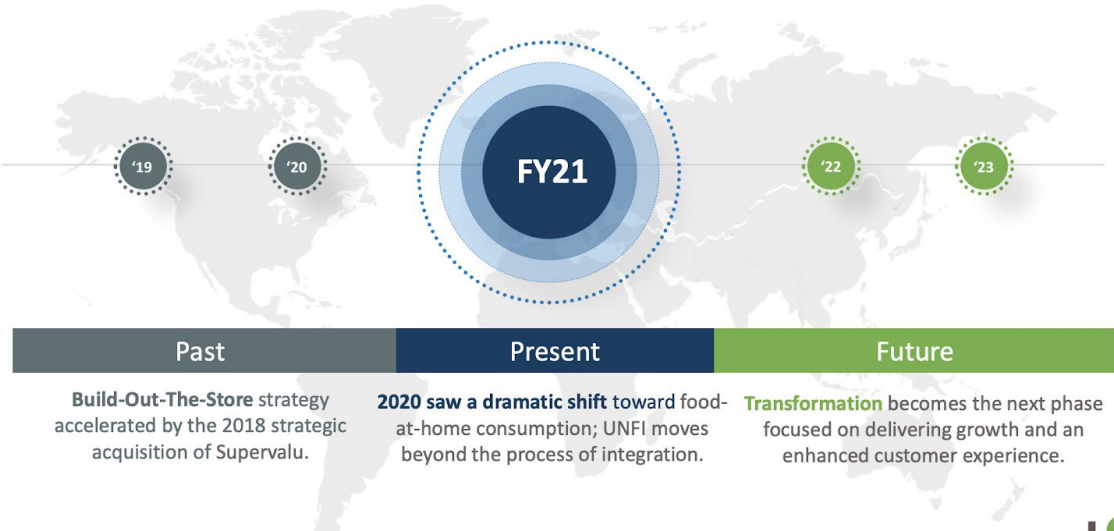 ‘19
‘20
FY21
‘22
‘23
Past
Present
Future
Build-Out-The-Store strategy
accelerated by the 2018 strategic
acquisition of Supervalu.
2020 saw a dramatic shift toward food-
at-home consumption; UNFI moves
beyond the process of integration.
Transformation becomes the next phase
focused on delivering growth and an
enhanced customer experience.